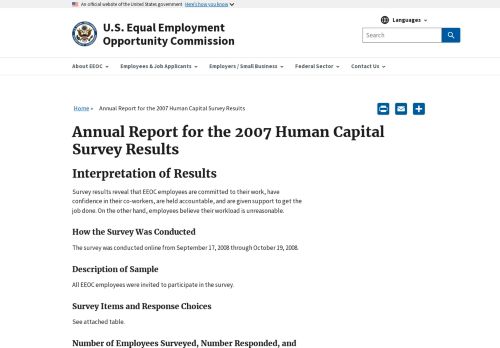 An official website of the United States government Here's how you know
U.S. Equal Employment
Opportunity Commission
Languages
Search
About EEOC
Employees & Job Applicants
Employers / Small Business
Federal Sector
Contact Us
Home » Annual Report for the 2007 Human Capital Survey Results
Annual Report for the 2007 Human Capital
Survey Results
Interpretation of Results
Survey results reveal that EEOC employees are committed to their work, have
confidence in their co-workers, are held accountable, and are given support to get the
job done. On the other hand, employees believe their workload is unreasonable.
How the Survey Was Conducted
The survey was conducted online from September 17, 2008 through October 19, 2008.
Description of Sample
All EEOC employees were invited to participate in the survey.
Survey Items and Response Choices
See attached table.
Number of Employees Surveyed, Number Responded, and